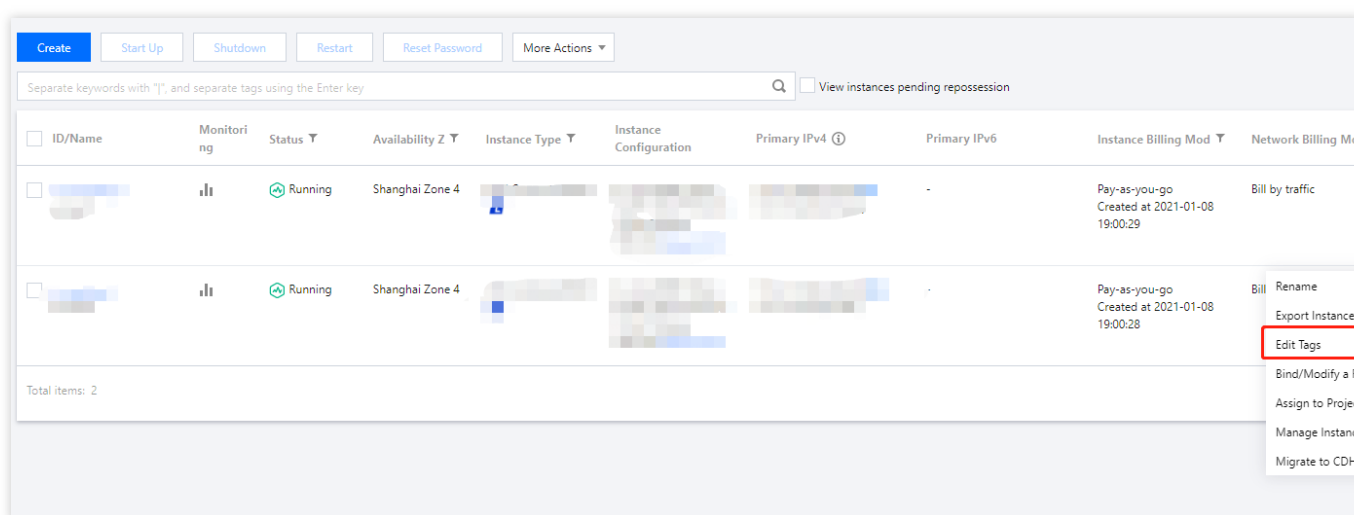 Create Start Up Shutdown Restart Reset Password More Actions
Separate keywords with "|", and separate tags using the Enter key
View instances pending repossession
ID/Name Monitori Status Availability Z Instance Type Instance Primary IPv4 Primary IPv6 Instance Billing Mod Network Billing Mo
ng Configuration
Running Shanghai Zone 4 - Pay-as-you-go Bill by traffic
Created at 2021-01-08
19:00:29
Running Shanghai Zone 4 - Pay-as-you-go Bill
Created at 2021-01-08
19:00:28
Rename
Export Instance
Edit Tags
Bind/Modify a
Assign to Proje
Manage Instanc
Migrate to CDH
Total items: 2